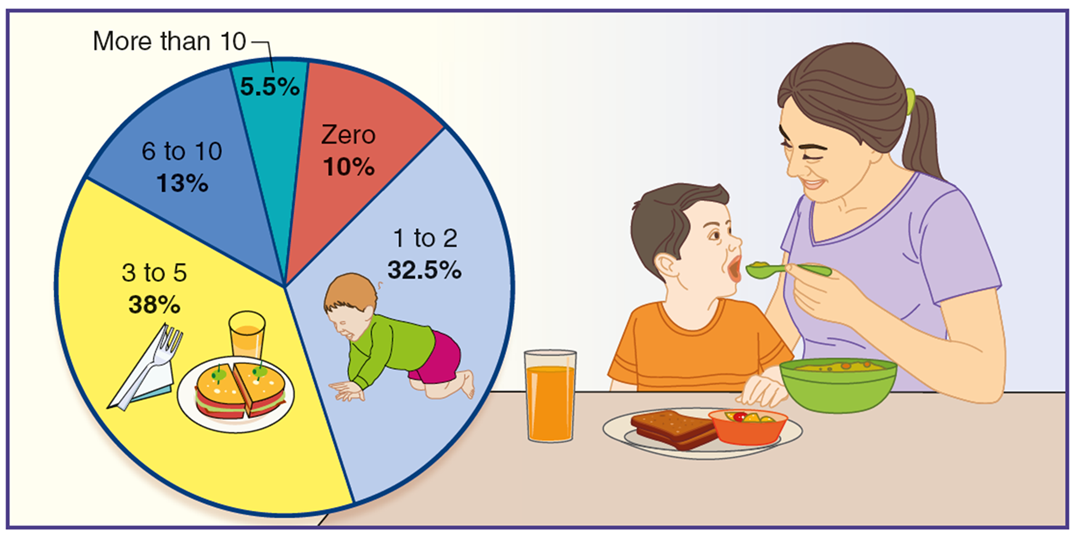 More than 10
5.5%
Zero
10%
6 to 10
13%
1 to 2
32.5%
3 to 5
38%